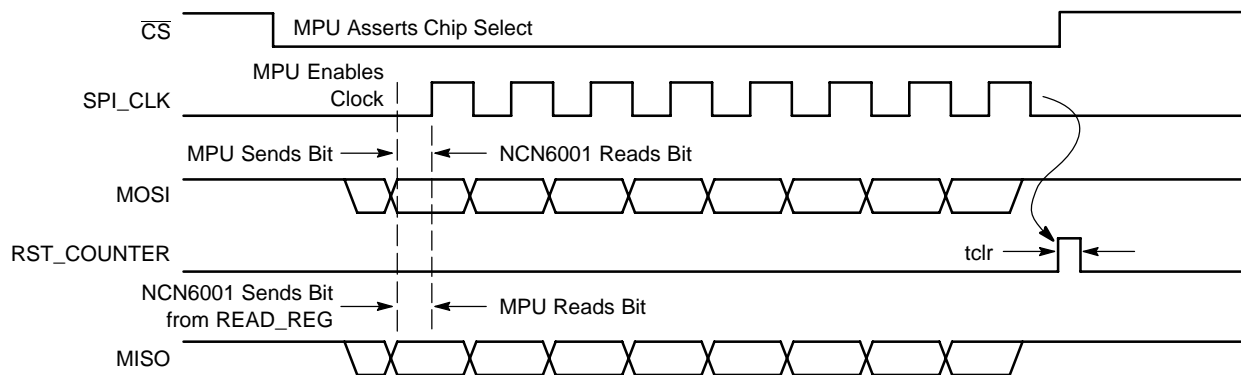 CS
MPU Asserts Chip Select
MPU Enables
Clock
SPI_CLK
MPU Sends Bit
NCN6001 Reads Bit
MOSI
RST_COUNTER
tclr
NCN6001 Sends Bit
from READ_REG
MPU Reads Bit
MISO